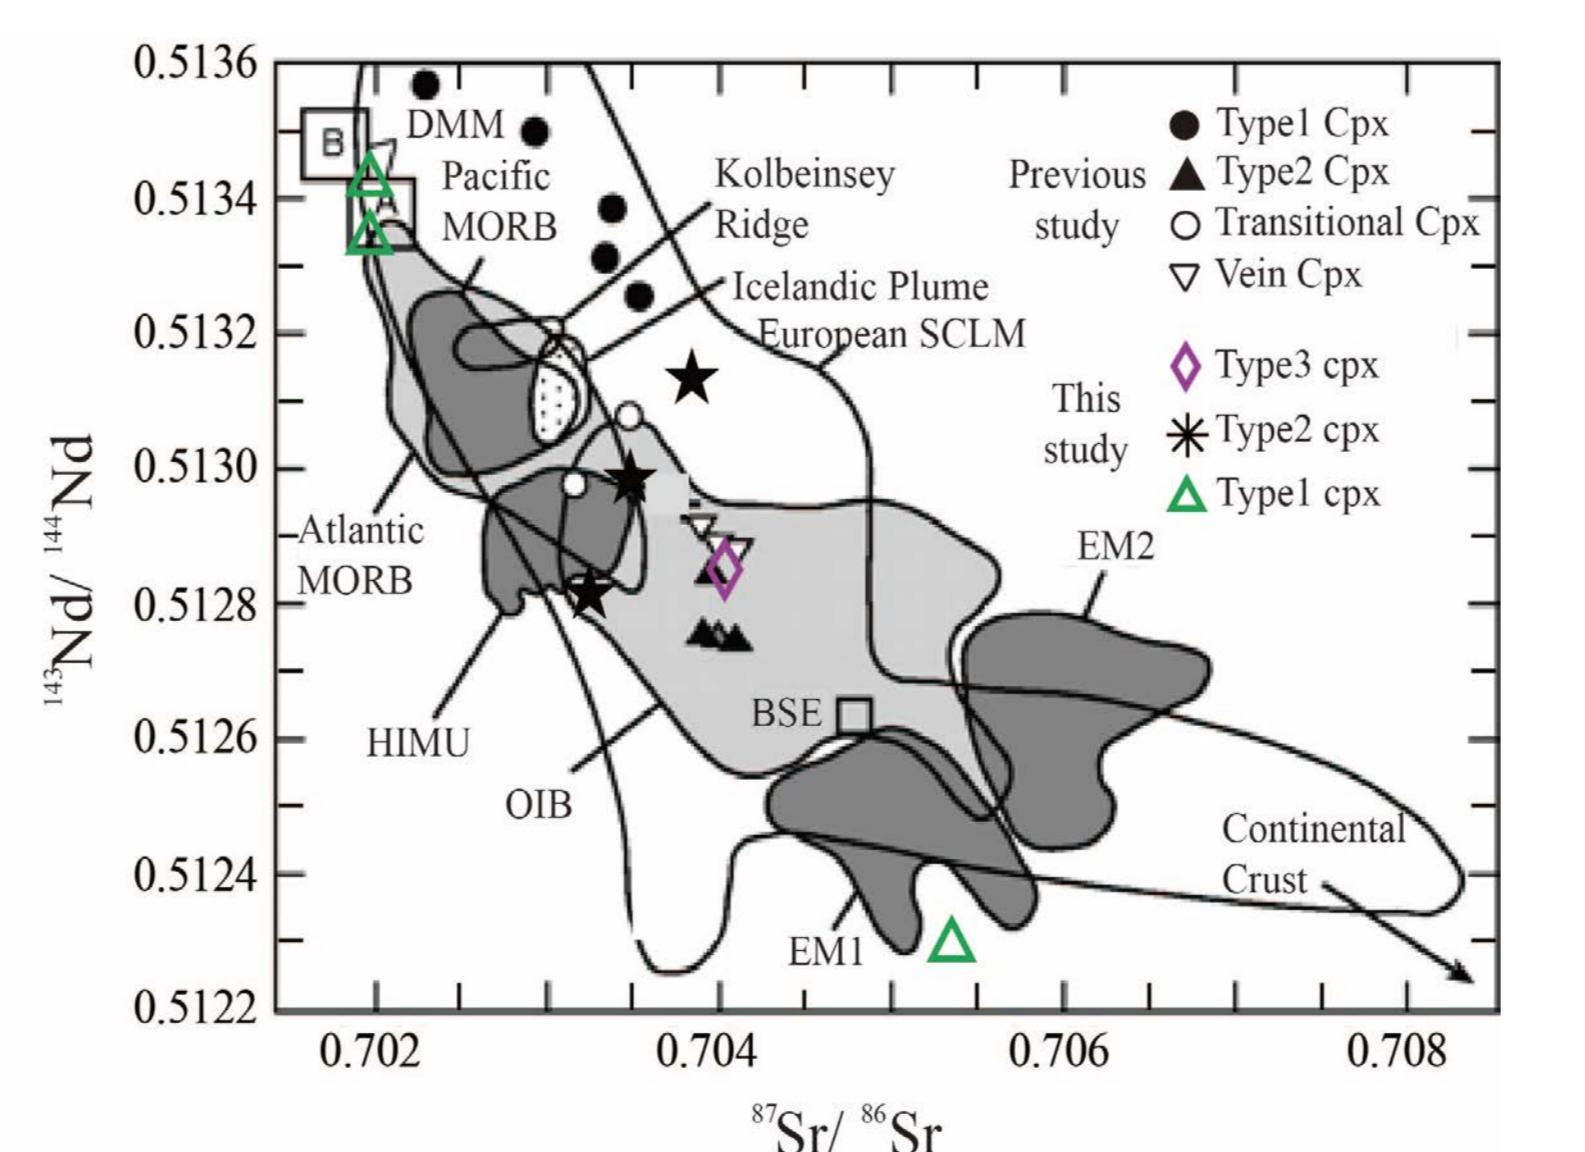 0.5136
0.5134
0.5132
0.5130
0.5128
0.5126
0.5124
0.5122
143Nd/ 144Nd
B
A
DMM
Pacific
MORB
Kolbeinsey
Ridge
Icelandic Plume
European SCLM
Previous
study
Type1 Cpx
Type2 Cpx
Transitional Cpx
Vein Cpx
This
study
Type3 cpx
Type2 cpx
Type1 cpx
Atlantic
MORB
EM2
HIMU
BSE
OIB
Continental
Crust
EM1
0.702
0.704
0.706
0.708
87Sr/ 86Sr